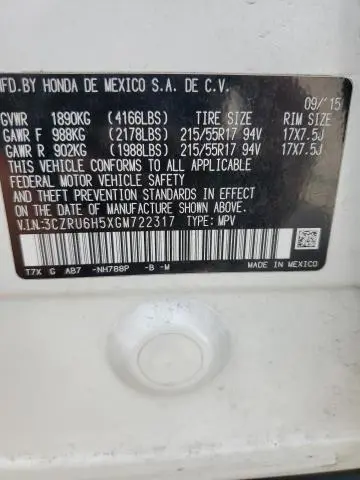 MFD.BY HONDA DE MEXICO S.A. DE C.V.
09/'15
GVWR 1890KG (4166LBS) TIRE SIZE RIM SIZE
GAWR F 988KG (2178LBS) 215/55R17 94V 17X7.5J
GAWR R 902KG (1988LBS) 215/55R17 94V 17X7.5J
THIS VEHICLE CONFORMS TO ALL APPLICABLE
FEDERAL MOTOR VEHICLE SAFETY, BUMPER,
AND THEFT PREVENTION STANDARDS IN EFFECT
ON THE DATE OF MANUFACTURE SHOWN ABOVE.
V.I.N:3CZRU6H5XGM722317 TYPE: MPV
T7X G AB7 -NH788P -B -M MADE IN MEXICO